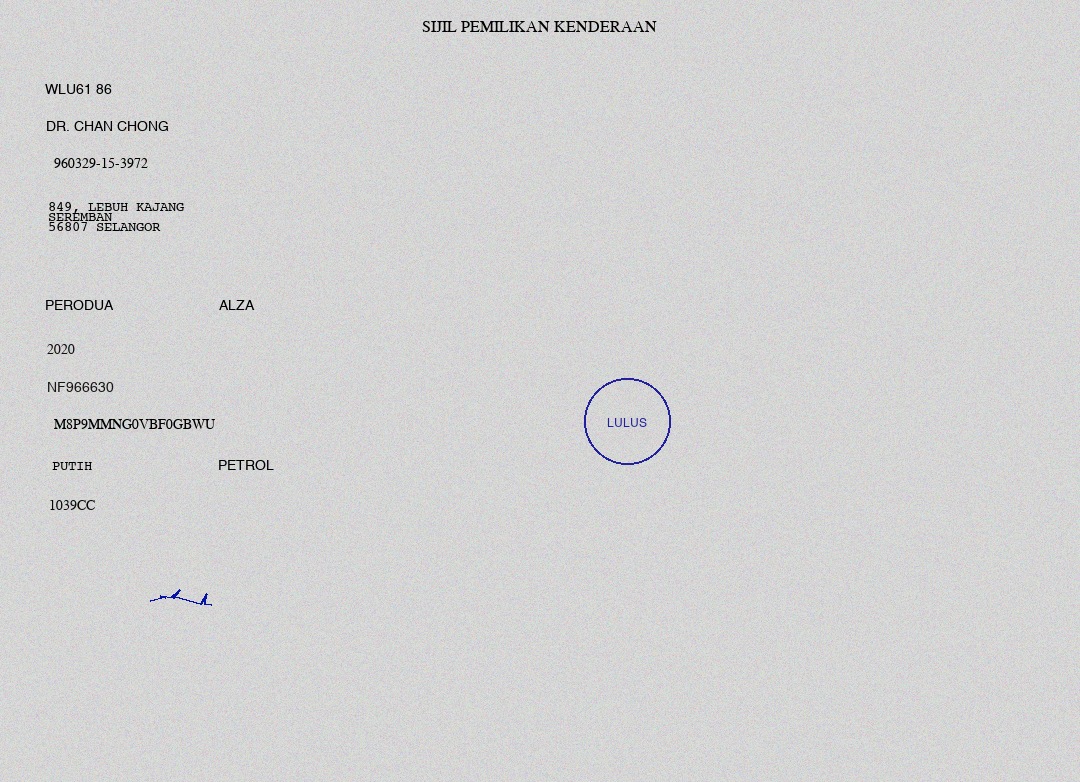 SIJIL PEMILIKAN KENDERAAN
WLU61 86
DR. CHAN CHONG
960329-15-3972
849, LEBUH KAJANG
SEREMBAN
56807 SELANGOR
PERODUA ALZA
2020
NF966630
LULUS
M8P9MMNG0VBF0GBWU
PUTIH PETROL
1039CC